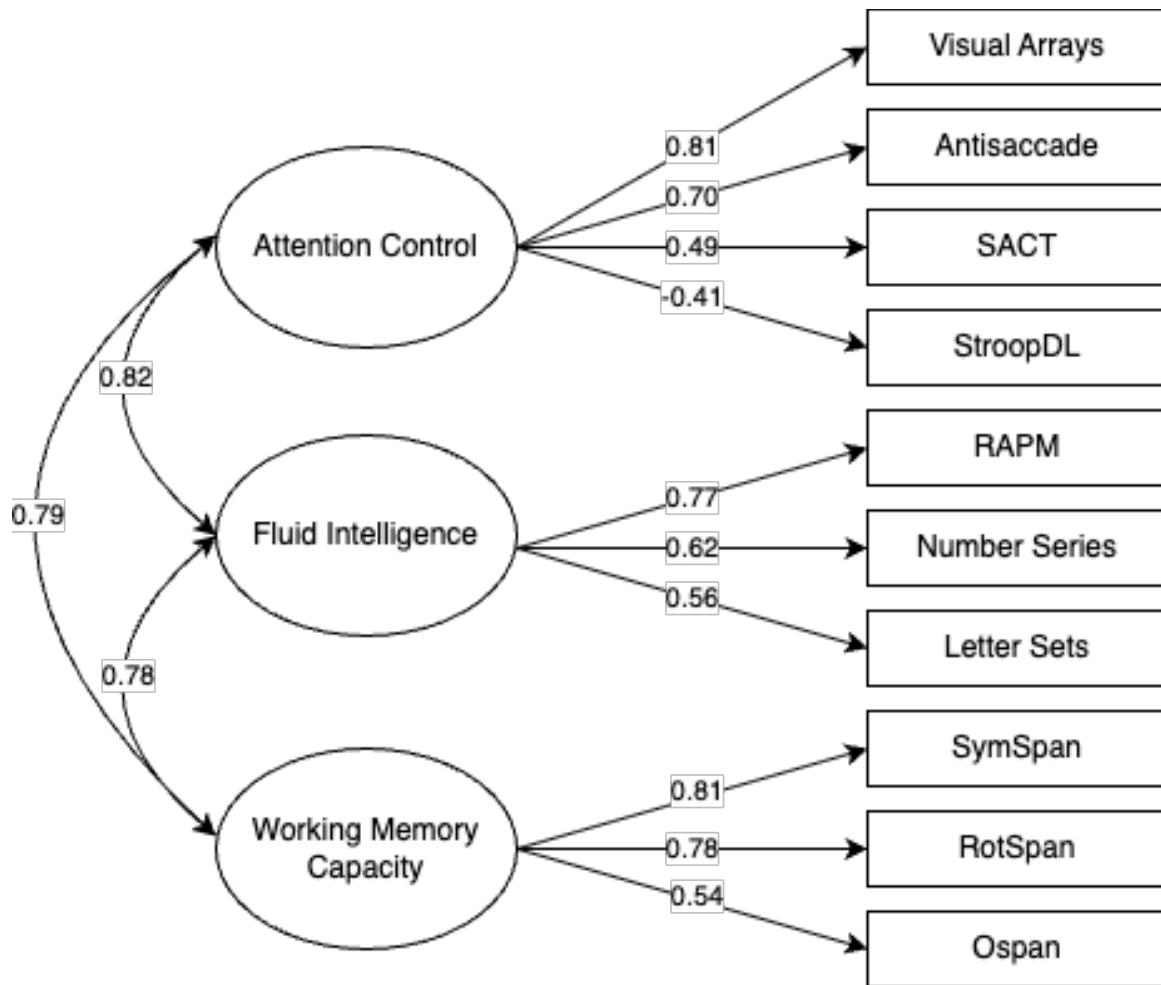 Visual Arrays
0.81
Antisaccade
0.70
Attention Control
0.49
SACT
-0.41
StroopDL
0.82
RAPM
0.77
0.79
Fluid Intelligence
0.62
Number Series
0.56
Letter Sets
0.78
SymSpan
0.81
Working Memory
Capacity
0.78
RotSpan
0.54
Ospan